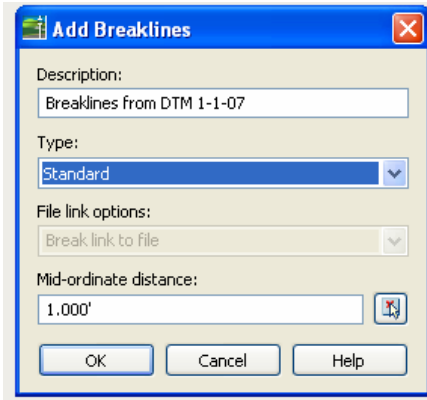 Add Breaklines
Description:
Breaklines from DTM 1-1-07
Type:
Standard
File link options:
Break link to file
Mid-ordinate distance:
1.000'
OK Cancel Help